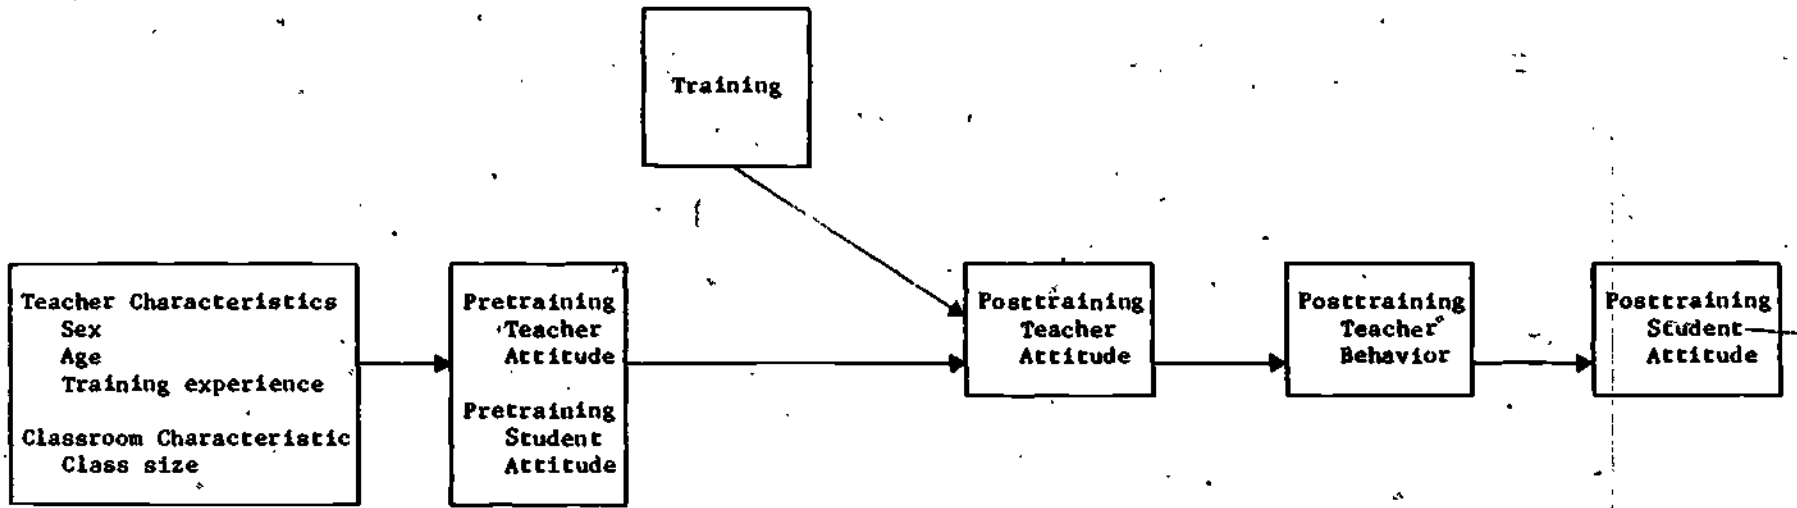 Training
Teacher Characteristics
Sex
Age
Training experience
Classroom Characteristic
Class size
Pretraining
Teacher
Attitude
Pretraining
Student
Attitude
Posttraining
Teacher
Attitude
Posttraining
Teacher
Behavior
Posttraining
Student
Attitude